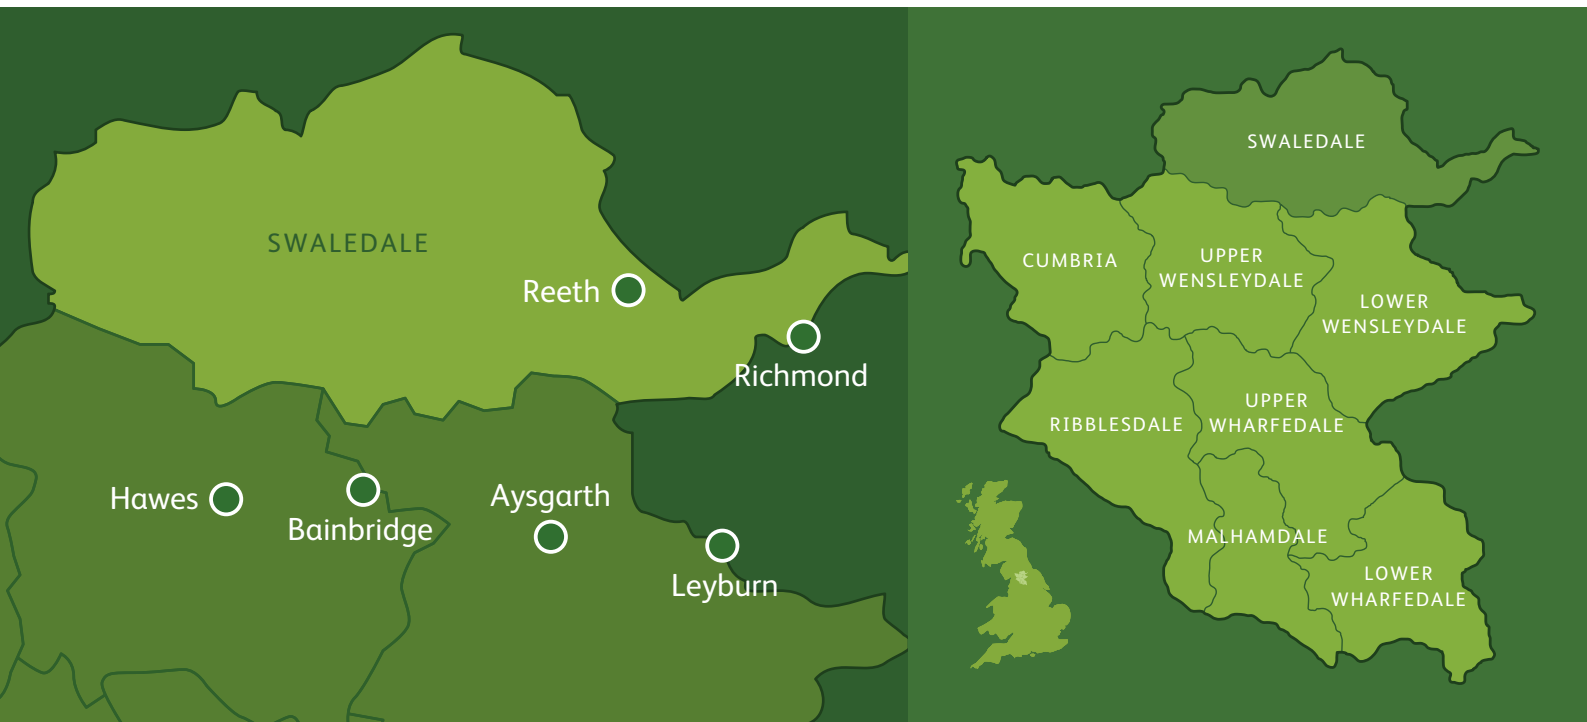 SWALEDALE
Reeth
Richmond
Hawes
Bainbridge
Aysgarth
Leyburn
SWALEDALE
CUMBRIA
UPPER
WENSLEYDALE
LOWER
WENSLEYDALE
RIBBLESDALE
UPPER
WHARFEDALE
MALHAMDALE
LOWER
WHARFEDALE